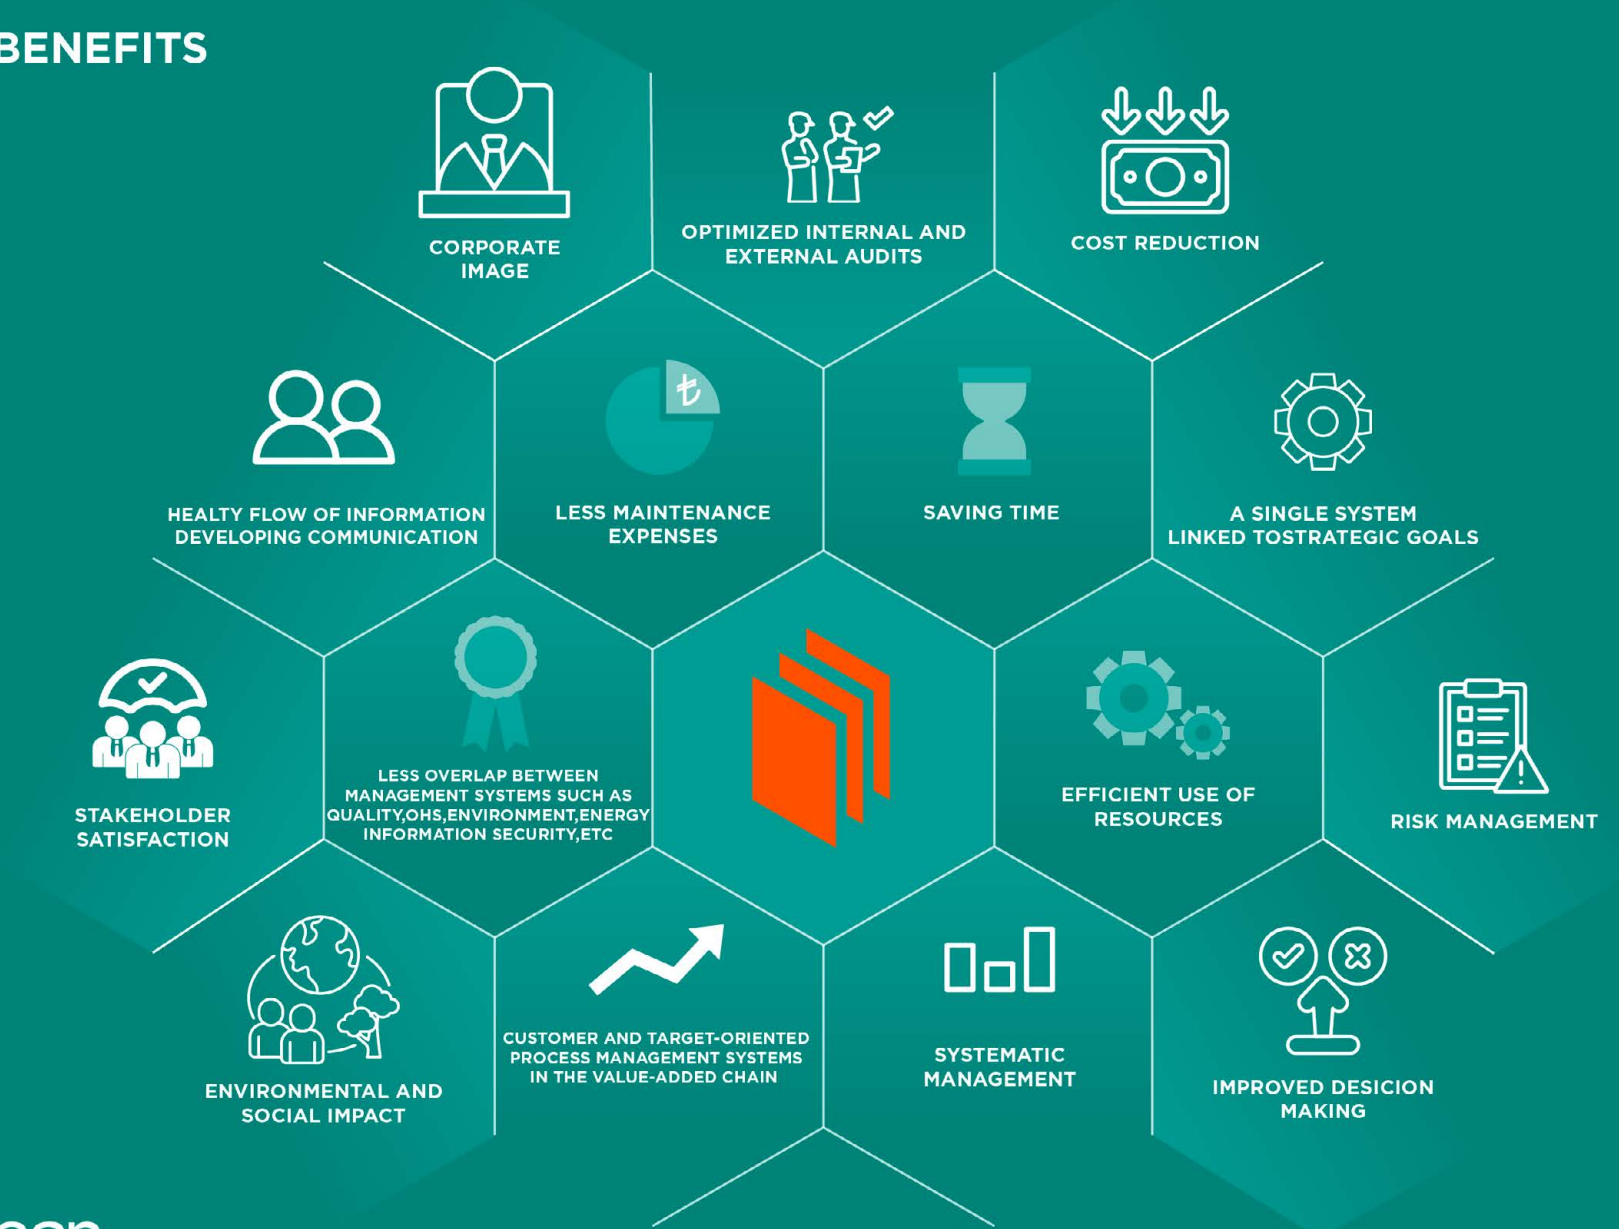 BENEFITS
CORPORATE
IMAGE
OPTIMIZED INTERNAL AND
EXTERNAL AUDITS
COST REDUCTION
HEALTY FLOW OF INFORMATION
DEVELOPING COMMUNICATION
LESS MAINTENANCE
EXPENSES
SAVING TIME
A SINGLE SYSTEM
LINKED TOSTRATEGIC GOALS
STAKEHOLDER
SATISFACTION
LESS OVERLAP BETWEEN
MANAGEMENT SYSTEMS SUCH AS
QUALITY,OHS,ENVIRONMENT,ENERGY
INFORMATION SECURITY,ETC
EFFICIENT USE OF
RESOURCES
RISK MANAGEMENT
ENVIRONMENTAL AND
SOCIAL IMPACT
CUSTOMER AND TARGET-ORIENTED
PROCESS MANAGEMENT SYSTEMS
IN THE VALUE-ADDED CHAIN
SYSTEMATIC
MANAGEMENT
IMPROVED DESICION
MAKING